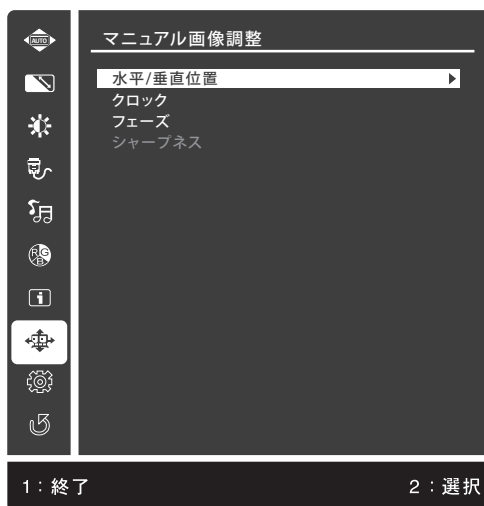 AUTO
マニュアル画像調整
水平/垂直位置
クロック
フェーズ
シャープネス
R G B
1：終了
2：選択